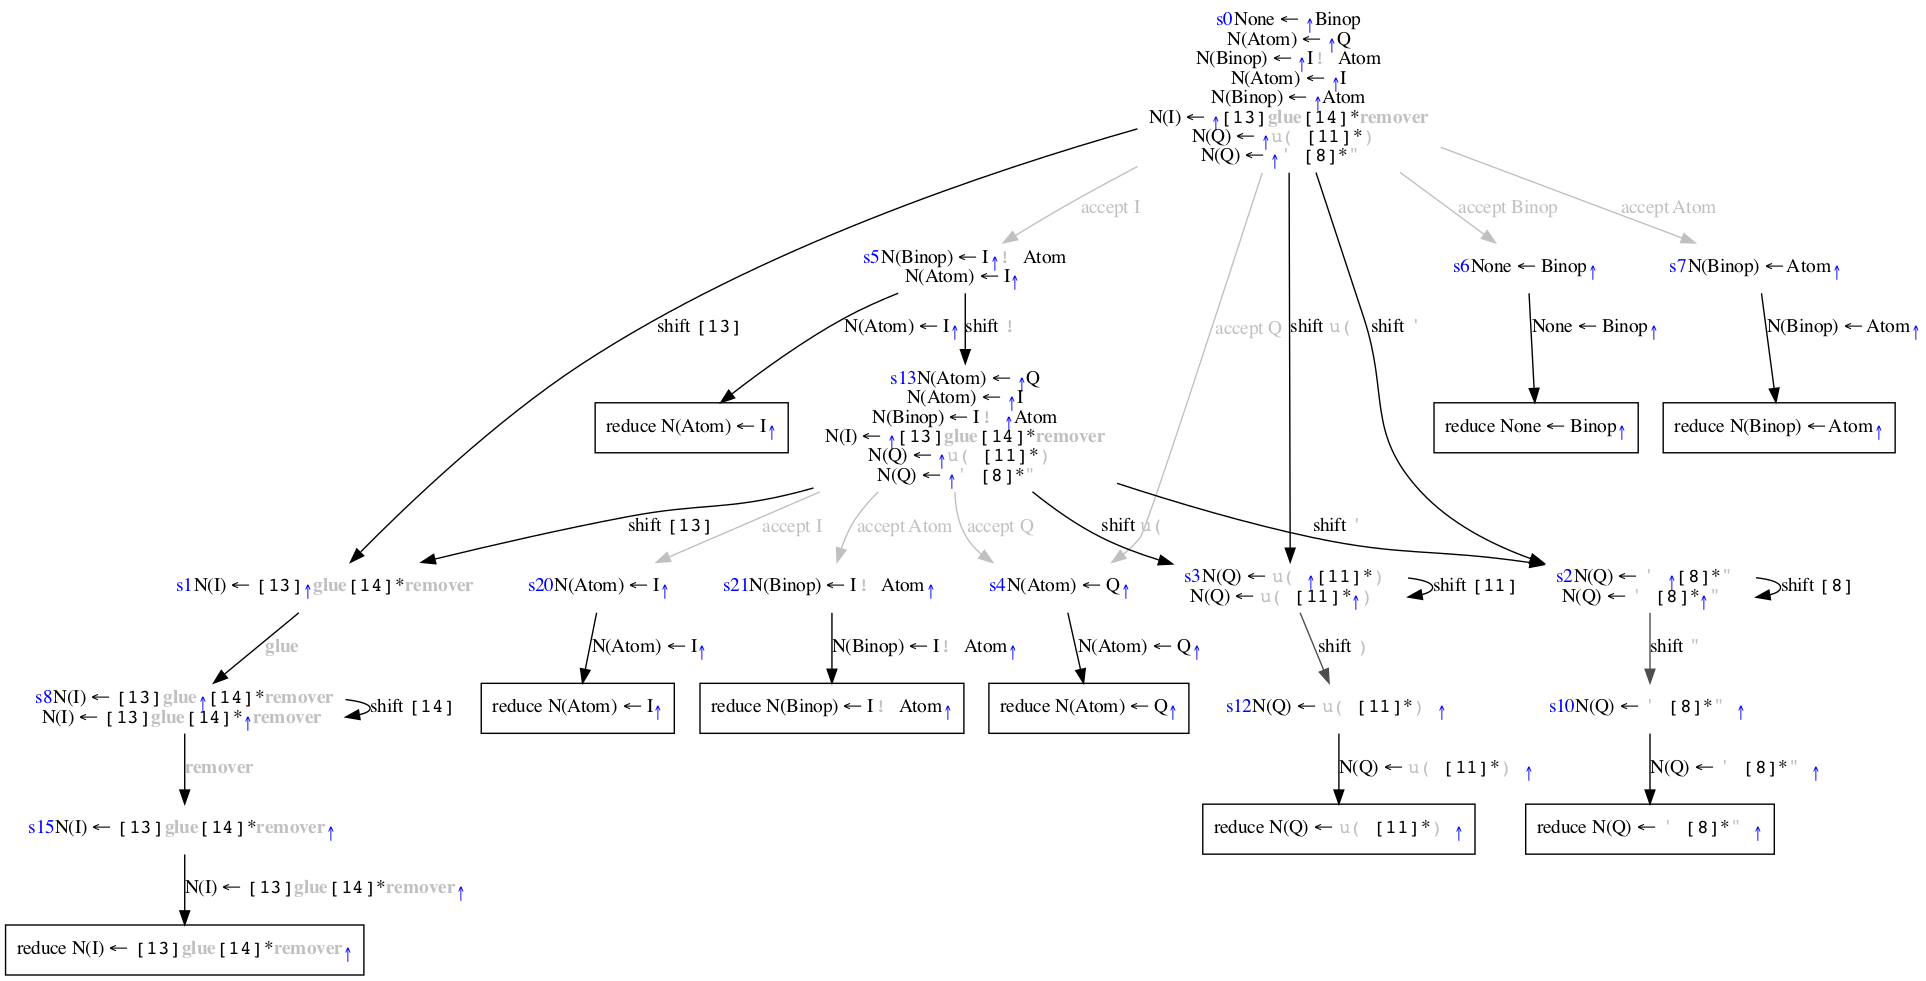 s0None ← ↑Binop
N(Atom) ← ↑Q
N(Binop) ← ↑I! Atom
N(Atom) ← ↑I
N(Binop) ← ↑Atom
N(I) ← ↑[13]glue[14]*remover
N(Q) ← ↑u( [11]*)
N(Q) ← ↑' [8]*"
accept I
accept Binop
accept Atom
s5N(Binop) ← I↑! Atom
N(Atom) ← I↑
s6None ← Binop↑
s7N(Binop) ← Atom↑
shift [13]
N(Atom) ← I↑
shift !
accept Q
shift u(
shift '
None ← Binop↑
N(Binop) ← Atom↑
s13N(Atom) ← ↑Q
N(Atom) ← ↑I
N(Binop) ← I! ↑Atom
N(I) ← ↑[13]glue[14]*remover
N(Q) ← ↑u( [11]*)
N(Q) ← ↑' [8]*"
reduce N(Atom) ← I↑
reduce None ← Binop↑
reduce N(Binop) ← Atom↑
shift [13]
accept I
accept Atom
accept Q
shift u(
shift '
s1N(I) ← [13]↑glue[14]*remover
s20N(Atom) ← I↑
s21N(Binop) ← I! Atom↑
s4N(Atom) ← Q↑
s3N(Q) ← u( ↑[11]*)
N(Q) ← u( [11]*↑)
shift [11]
s2N(Q) ← ' ↑[8]*"
N(Q) ← ' [8]*↑"
shift [8]
glue
N(Atom) ← I↑
N(Binop) ← I! Atom↑
N(Atom) ← Q↑
shift )
shift "
s8N(I) ← [13]glue↑[14]*remover
N(I) ← [13]glue[14]*↑remover
shift [14]
reduce N(Atom) ← I↑
reduce N(Binop) ← I! Atom↑
reduce N(Atom) ← Q↑
s12N(Q) ← u( [11]*) ↑
s10N(Q) ← ' [8]*" ↑
remover
N(Q) ← u( [11]*) ↑
N(Q) ← ' [8]*" ↑
s15N(I) ← [13]glue[14]*remover↑
reduce N(Q) ← u( [11]*) ↑
reduce N(Q) ← ' [8]*" ↑
N(I) ← [13]glue[14]*remover↑
reduce N(I) ← [13]glue[14]*remover↑